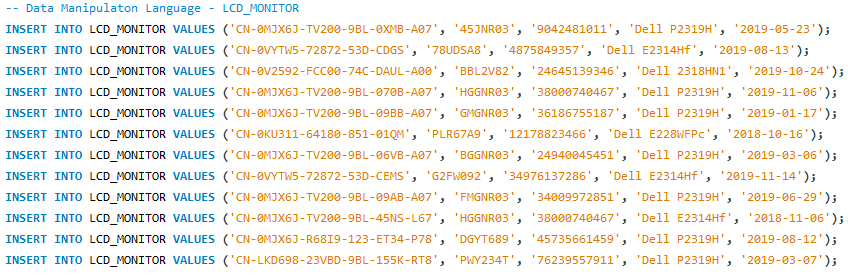 -- Data Manipulaton Language - LCD_MONITOR
INSERT INTO LCD_MONITOR VALUES ('CN-0MJX6J-TV200-9BL-0XMB-A07', '45JNR03', '9042481011', 'Dell P2319H', '2019-05-23');
INSERT INTO LCD_MONITOR VALUES ('CN-0VYTW5-72872-53D-CDGS', '78UDSA8', '4875849357', 'Dell E2314Hf', '2019-08-13');
INSERT INTO LCD_MONITOR VALUES ('CN-0V2592-FCC00-74C-DAUL-A00', 'BBL2V82', '24645139346', 'Dell 2318HN1', '2019-10-24');
INSERT INTO LCD_MONITOR VALUES ('CN-0MJX6J-TV200-9BL-070B-A07', 'HGGNR03', '38000740467', 'Dell P2319H', '2019-11-06');
INSERT INTO LCD_MONITOR VALUES ('CN-0MJX6J-TV200-9BL-09BB-A07', 'GMGNR03', '36186755187', 'Dell P2319H', '2019-01-17');
INSERT INTO LCD_MONITOR VALUES ('CN-0KU311-64180-851-01QM', 'PLR67A9', '12178823466', 'Dell E228WFPc', '2018-10-16');
INSERT INTO LCD_MONITOR VALUES ('CN-0MJX6J-TV200-9BL-06VB-A07', 'BGGNR03', '24940045451', 'Dell P2319H', '2019-03-06');
INSERT INTO LCD_MONITOR VALUES ('CN-0VYTW5-72872-53D-CEMS', 'G2FW092', '34976137286', 'Dell E2314Hf', '2019-11-14');
INSERT INTO LCD_MONITOR VALUES ('CN-0MJX6J-TV200-9BL-09AB-A07', 'FMGNR03', '34009972851', 'Dell P2319H', '2019-06-29');
INSERT INTO LCD_MONITOR VALUES ('CN-0MJX6J-TV200-9BL-45NS-L67', 'HGGNR03', '38000740467', 'Dell E2314Hf', '2018-11-06');
INSERT INTO LCD_MONITOR VALUES ('CN-0MJX6J-R68I9-123-ET34-P78', 'DGYT689', '45735661459', 'Dell P2319H', '2019-08-12');
INSERT INTO LCD_MONITOR VALUES ('CN-LKD698-23VBD-9BL-155K-RT8', 'PWY234T', '76239557911', 'Dell P2319H', '2019-03-07');